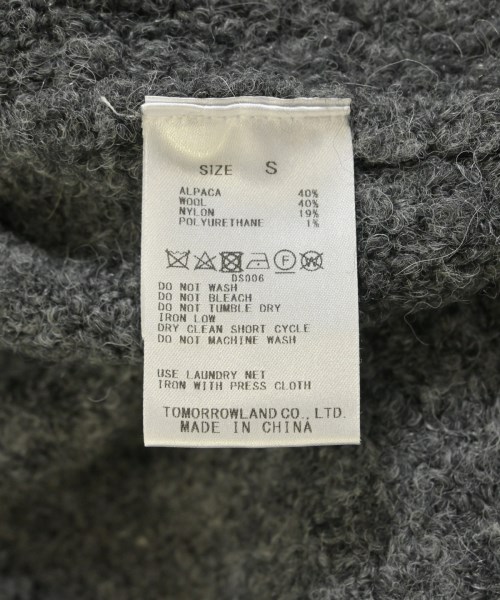 SIZE S
ALPACA 40%
WOOL 40%
NYLON 19%
POLYURETHANE 1%
F W
DS006
DO NOT WASH
DO NOT BLEACH
DO NOT TUMBLE DRY
IRON LOW
DRY CLEAN SHORT CYCLE
DO NOT MACHINE WASH
USE LAUNDRY NET
IRON WITH PRESS CLOTH
TOMORROWLAND CO., LTD.
MADE IN CHINA